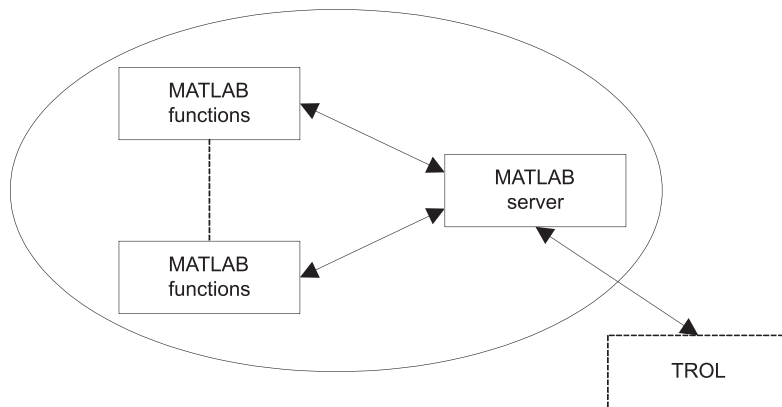 MATLAB
functions
MATLAB
server
MATLAB
functions
TROL